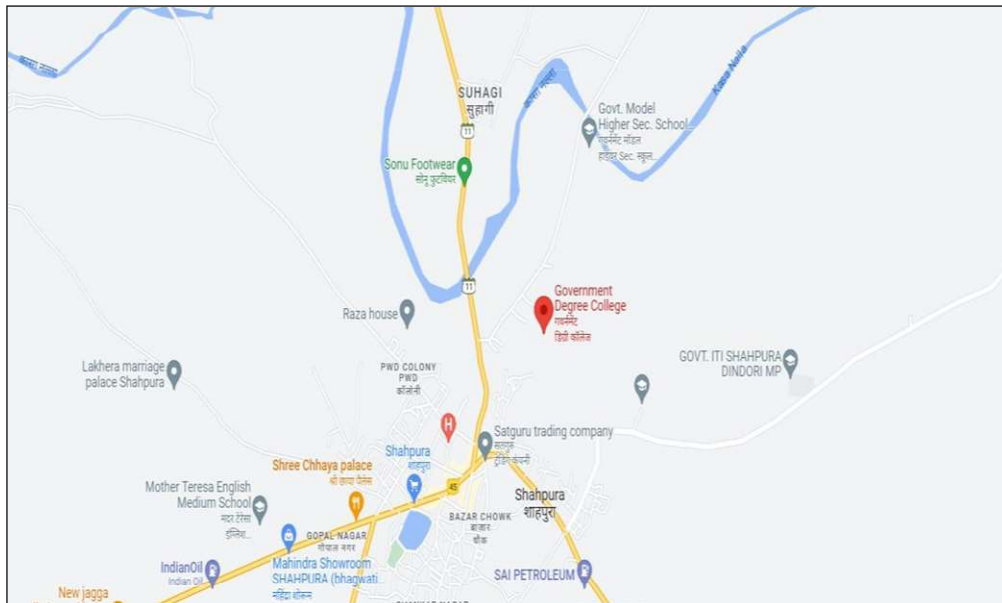 SUHAGI
सुहागी
11
कासा नल्ला
कासा नल्ला
Kasa Nalla
Govt. Model
Higher Sec. School...
गवर्नमेंट मॉडल
हाईयर Sec. स्कूल...
Sonu Footwear
सोनू फुटवियर
11
Government
Degree College
गवर्नमेंट
डिग्री कॉलेज
Raza house
GOVT. ITI SHAHPURA
DINDORI MP
Lakhera marriage
palace Shahpura
PWD COLONY
PWD
कॉलोनी
H
Satguru trading company
सतगुरु
ट्रेडिंग कंपनी
Shahpura
शाहपुरा
Shree Chhaya palace
श्री छाया पैलेस
45
Mother Teresa English
Medium School
मदर टेरेसा
इंग्लिश...
Shahpura
शाहपुरा
BAZAR CHOWK
बाज़ार
चौक
GOPAL NAGAR
गोपाल नगर
Mahindra Showroom
SHAHPURA (bhagwati...
IndianOil
Indian Oil
SAI PETROLEUM
New jagga